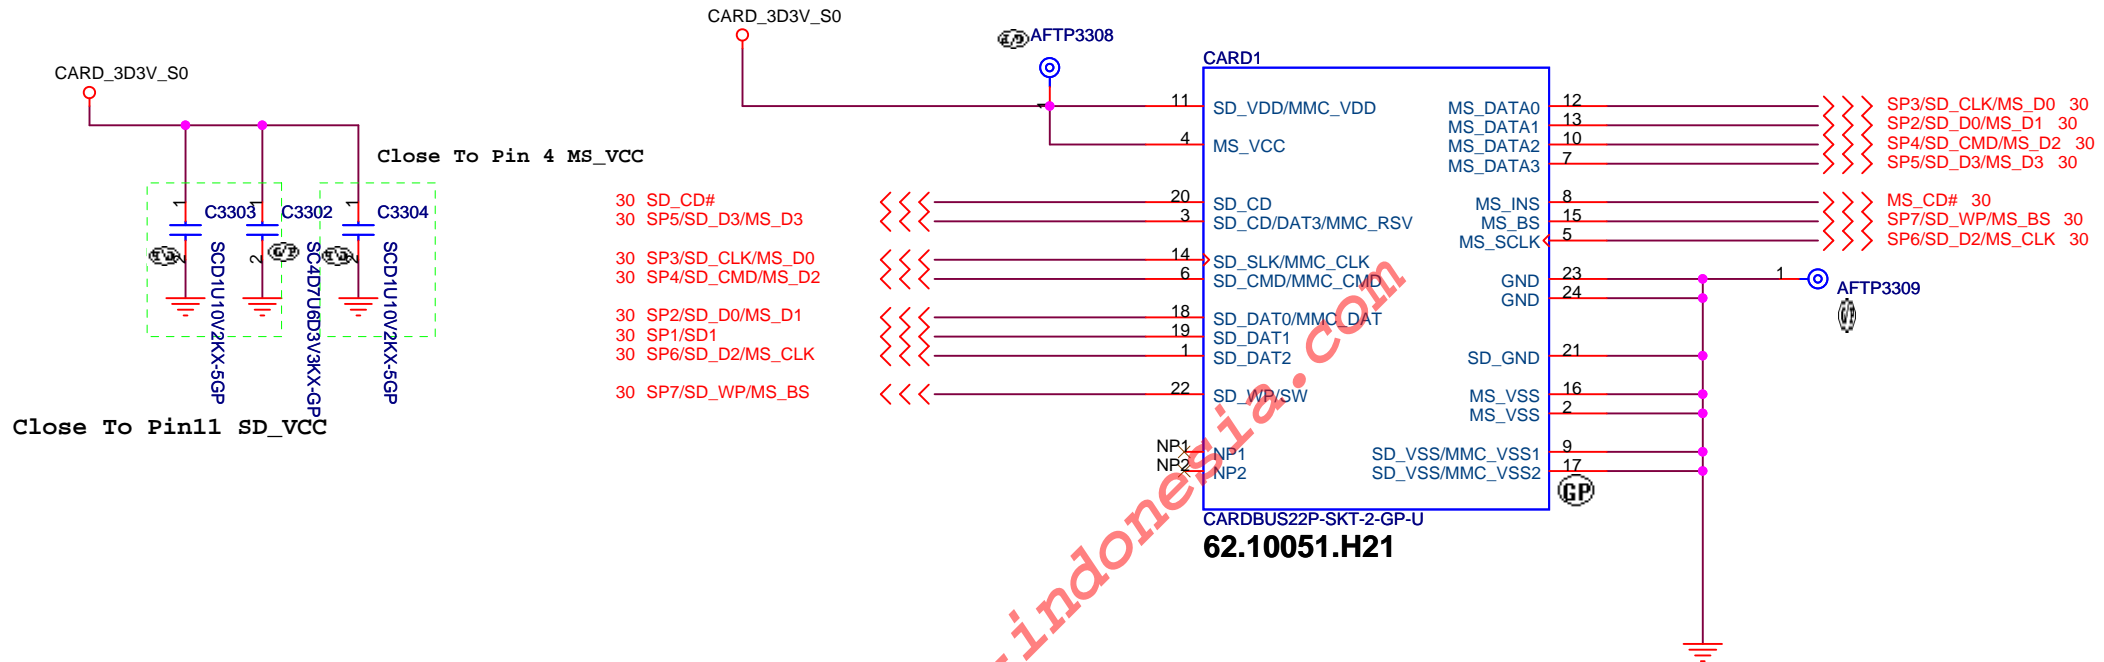 CARD_3D3V_S0
CARD_3D3V_S0
AFTP3308
Close To Pin 4 MS_VCC
1
1
1
C3303
C3302
C3304
2
2
2
SCD1U10V2KX-5GP
SC4D7U6D3V3KX-GP
SCD1U10V2KX-5GP
Close To Pin11 SD_VCC
CARD1
11 SD_VDD/MMC_VDD
4 MS_VCC
30 SD_CD# 20 SD_CD
30 SP5/SD_D3/MS_D3 3 SD_CD/DAT3/MMC_RSV
30 SP3/SD_CLK/MS_D0 14 SD_SLK/MMC_CLK
30 SP4/SD_CMD/MS_D2 6 SD_CMD/MMC_CMD
30 SP2/SD_D0/MS_D1 18 SD_DAT0/MMC_DAT
30 SP1/SD1 19 SD_DAT1
30 SP6/SD_D2/MS_CLK 1 SD_DAT2
30 SP7/SD_WP/MS_BS 22 SD_WP/SW
NP1 NP1
NP2 NP2
MS_DATA0 12 SP3/SD_CLK/MS_D0 30
MS_DATA1 13 SP2/SD_D0/MS_D1 30
MS_DATA2 10 SP4/SD_CMD/MS_D2 30
MS_DATA3 7 SP5/SD_D3/MS_D3 30
MS_INS 8 MS_CD# 30
MS_BS 15 SP7/SD_WP/MS_BS 30
MS_SCLK 5 SP6/SD_D2/MS_CLK 30
GND 23 1 AFTP3309
GND 24
SD_GND 21
MS_VSS 16
MS_VSS 2
SD_VSS/MMC_VSS1 9
SD_VSS/MMC_VSS2 17
GP
CARDBUS22P-SKT-2-GP-U
62.10051.H21
indonesia.com